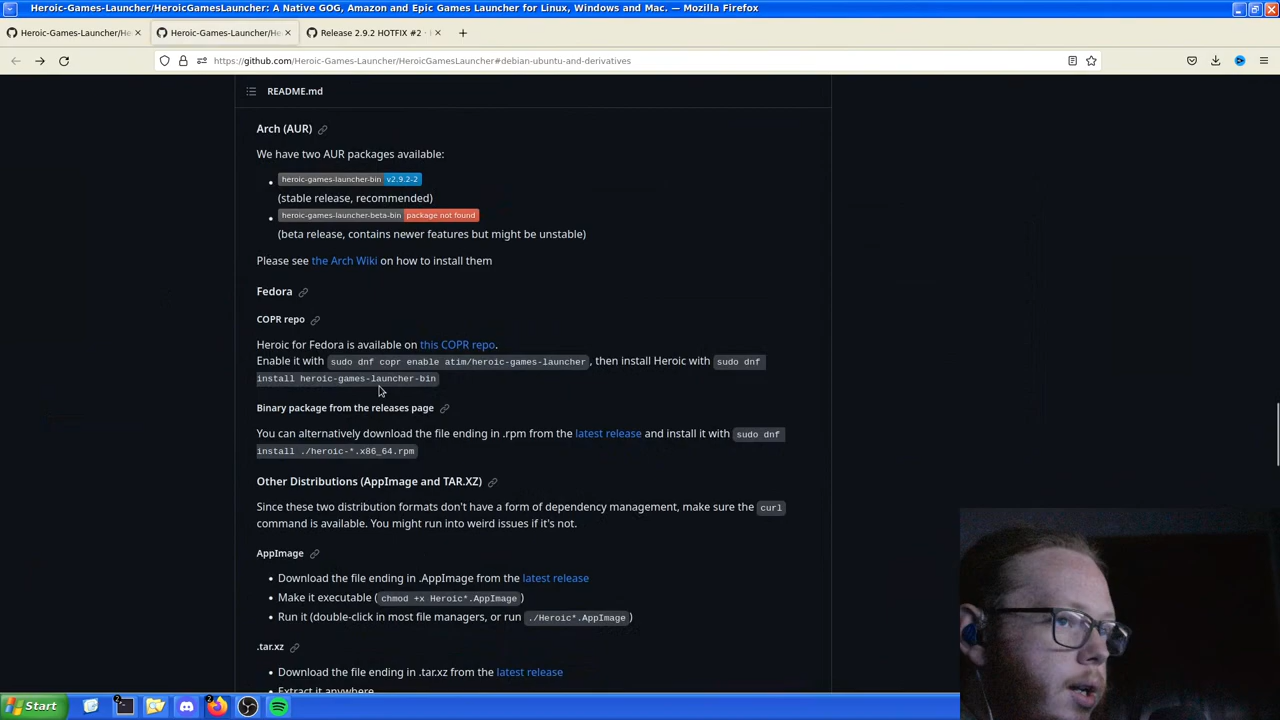 Heroic-Games-Launcher/HeroicGamesLauncher: A Native GOG, Amazon and Epic Games Launcher for Linux, Windows and Mac. — Mozilla Firefox
Heroic-Games-Launcher/H
Heroic-Games-Launcher/He
Release 2.9.2 HOTFIX #2 ·
https://github.com/Heroic-Games-Launcher/HeroicGamesLauncher#debian-ubuntu-and-derivatives
README.md
Arch (AUR)
We have two AUR packages available:
• heroic-games-launcher-bin v2.9.2-2
(stable release, recommended)
• heroic-games-launcher-beta-bin package not found
(beta release, contains newer features but might be unstable)
Please see the Arch Wiki on how to install them
Fedora
COPR repo
Heroic for Fedora is available on this COPR repo.
Enable it with sudo dnf copr enable atim/heroic-games-launcher, then install Heroic with sudo dnf
install heroic-games-launcher-bin
Binary package from the releases page
You can alternatively download the file ending in .rpm from the latest release and install it with sudo dnf
install ./heroic-*.x86_64.rpm
Other Distributions (AppImage and TAR.XZ)
Since these two distribution formats don't have a form of dependency management, make sure the curl
command is available. You might run into weird issues if it's not.
AppImage
• Download the file ending in .AppImage from the latest release
• Make it executable (chmod +x Heroic*.AppImage)
• Run it (double-click in most file managers, or run ./Heroic*.AppImage)
.tar.xz
• Download the file ending in .tar.xz from the latest release
• Extract it anywhere
Start
2
2